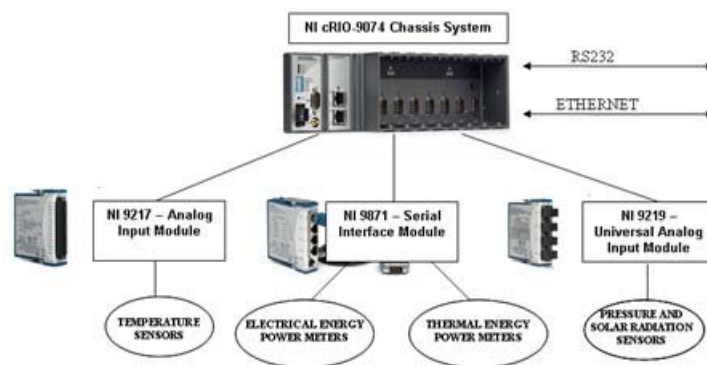 NI cRIO-9074 Chassis System
RS232
ETHERNET
NI 9217 – Analog
Input Module
NI 9871 – Serial
Interface Module
NI 9219 –
Universal Analog
Input Module
TEMPERATURE
SENSORS
ELECTRICAL ENERGY
POWER METERS
THERMAL ENERGY
POWER METERS
PRESSURE AND
SOLAR RADIATION
SENSORS